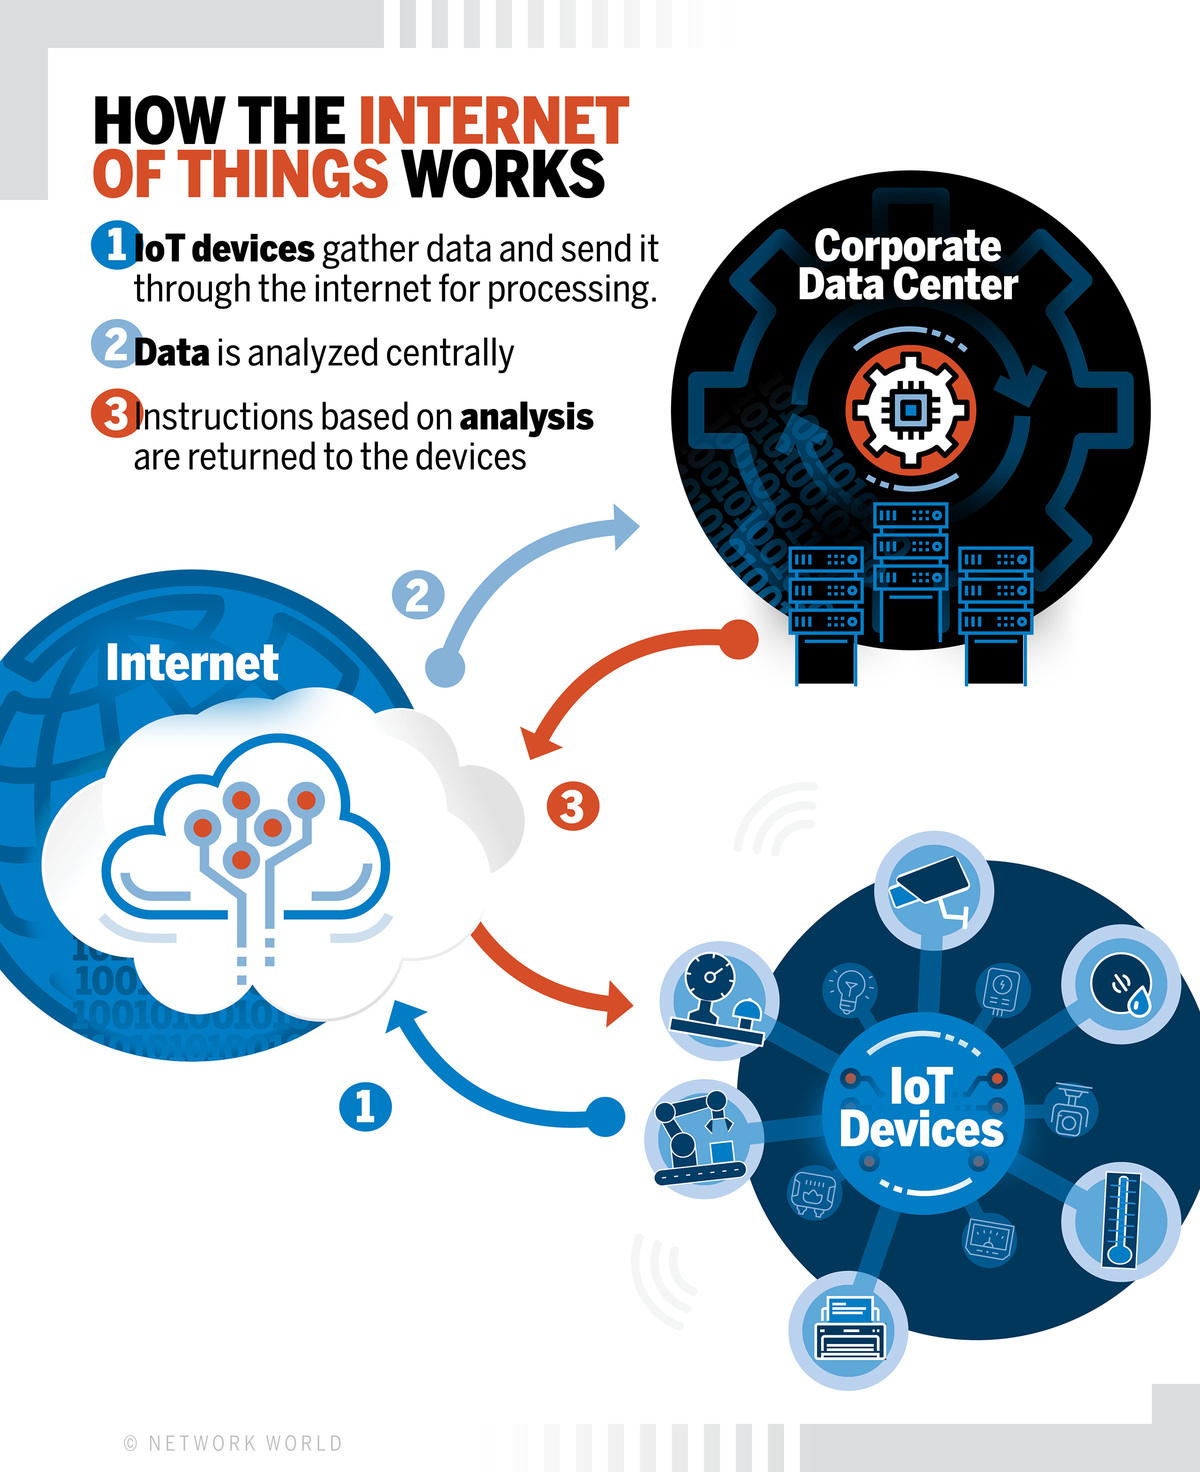 HOW THE INTERNET
OF THINGS WORKS
1 IoT devices gather data and send it
through the internet for processing.
2 Data is analyzed centrally
3 Instructions based on analysis
are returned to the devices
Corporate
Data Center
2
Internet
3
1
IoT
Devices
© NETWORK WORLD